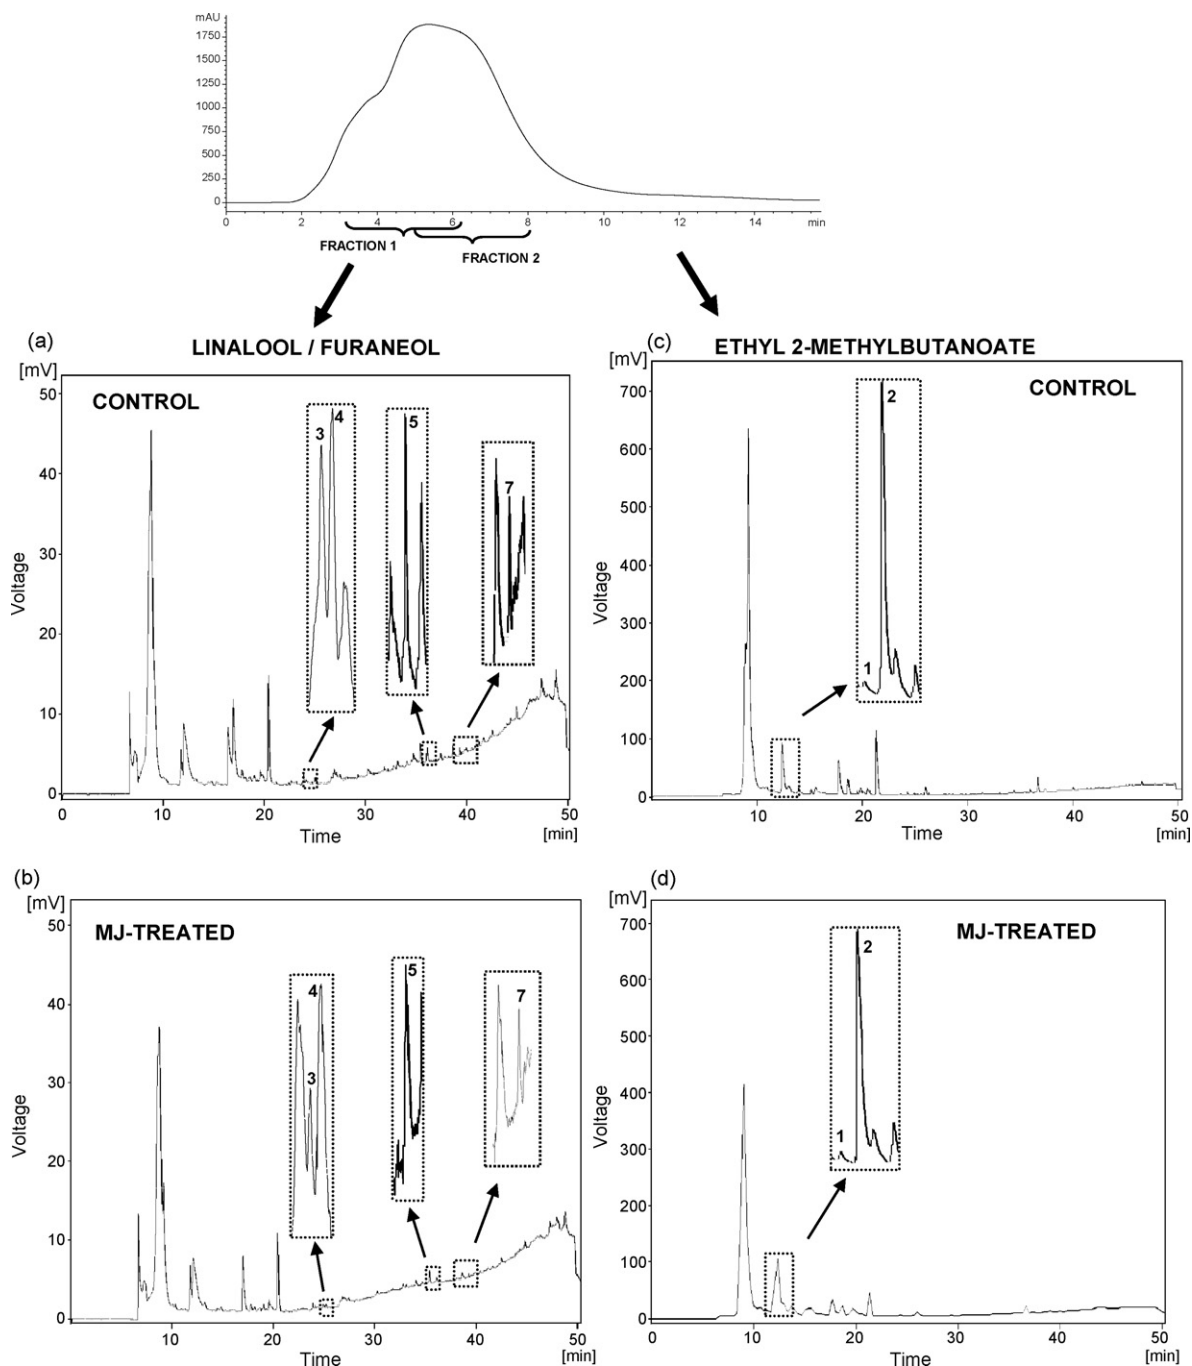 mAU
1750
1500
1250
1000
750
500
250
0
0 2 4 6 8 10 12 14 min
FRACTION 1
FRACTION 2
(a)
LINALOOL / FURANEOL
[mV]
CONTROL
50
40
30
20
10
0
Voltage
3 4
5
7
0 10 20 30 40 50
Time
[min]
(c)
ETHYL 2-METHYLBUTANOATE
[mV]
CONTROL
700
600
500
400
300
200
100
0
Voltage
2
1
10 20 30 40 50
Time
[min]
(b)
[mV]
MJ-TREATED
50
40
30
20
10
0
Voltage
4
3
5
7
10 20 30 40 50
Time
[min]
(d)
[mV]
MJ-TREATED
700
600
500
400
300
200
100
0
Voltage
2
1
0 10 20 30 40 50
Time
[min]